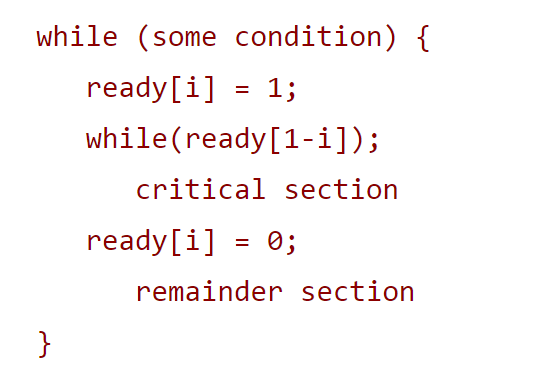 while (some condition) {
ready[i] = 1;
while(ready[1-i]);
critical section
ready[i] = 0;
remainder section
}